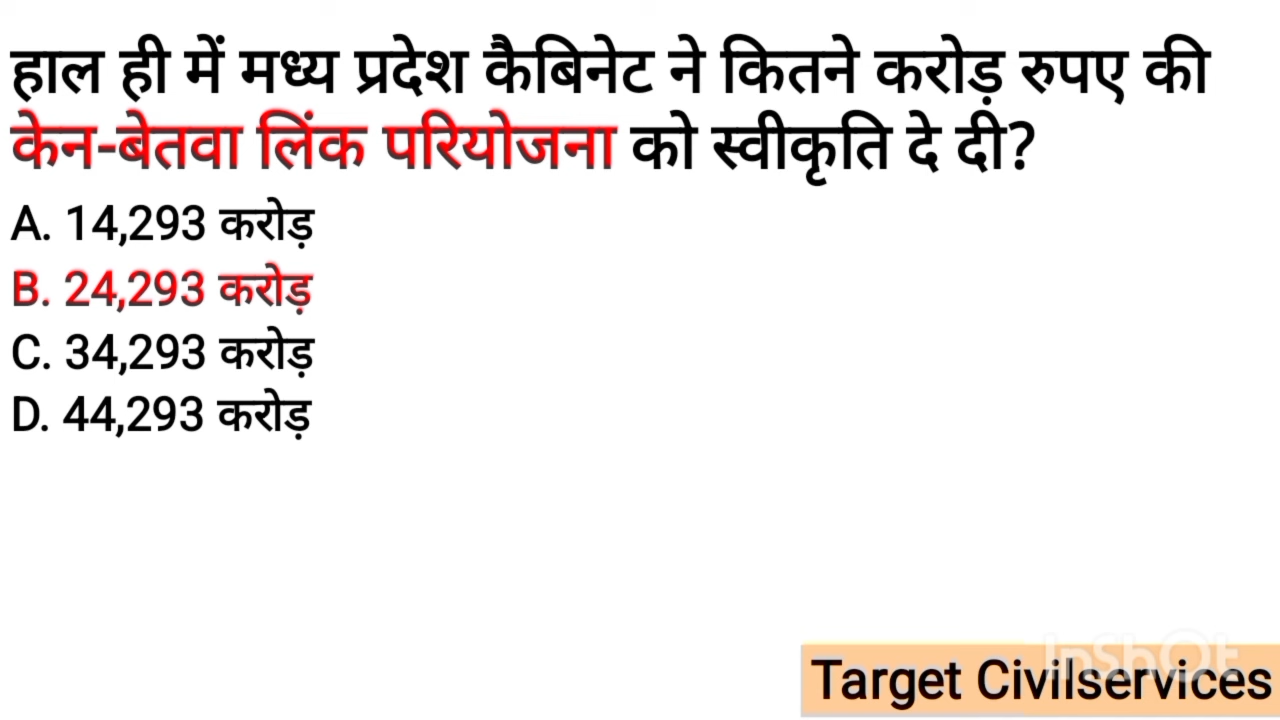 हाल ही में मध्य प्रदेश कैबिनेट ने कितने करोड़ रुपए की
केन-बेतवा लिंक परियोजना को स्वीकृति दे दी?
A. 14,293 करोड़
B. 24,293 करोड़
C. 34,293 करोड़
D. 44,293 करोड़
InShOt
Target Civilservices